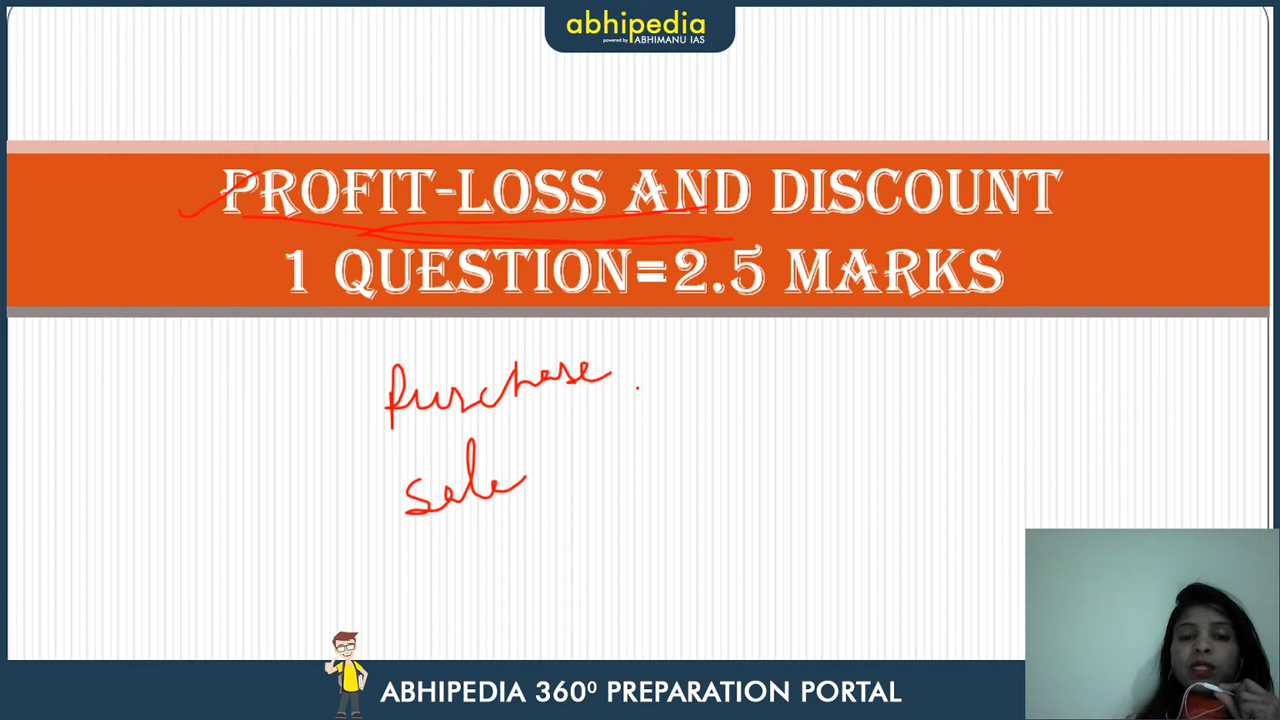 abhipedia
powered by ABHIMANU IAS
PROFIT-LOSS AND DISCOUNT
1 QUESTION=2.5 MARKS
Purchase
Sale
ABHIPEDIA 360⁰ PREPARATION PORTAL